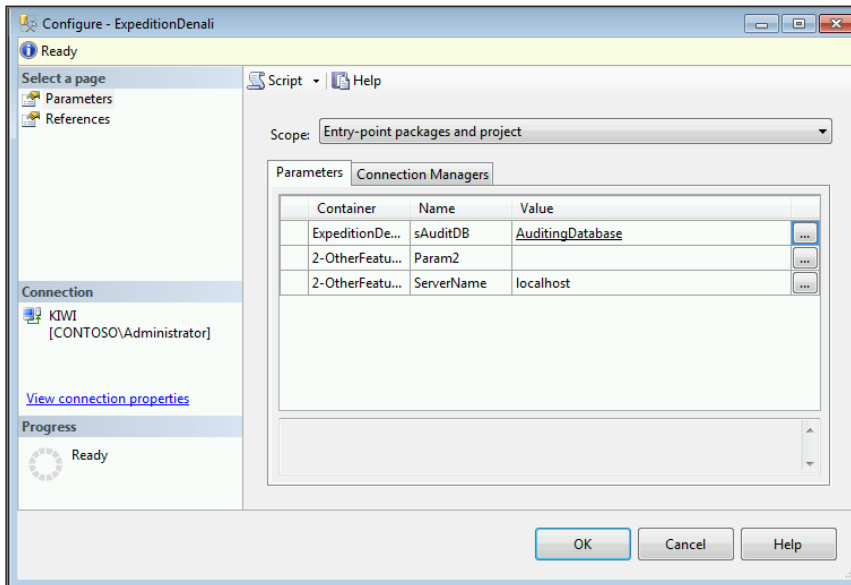 Configure - ExpeditionDenali
Ready
Select a page
Parameters
References
Script
Help
Scope:
Entry-point packages and project
Parameters
Connection Managers
Container Name Value
ExpeditionDe... sAuditDB AuditingDatabase ...
2-OtherFeatu... Param2 ...
2-OtherFeatu... ServerName localhost ...
Connection
KIWI
[CONTOSO\Administrator]
View connection properties
Progress
Ready
OK
Cancel
Help